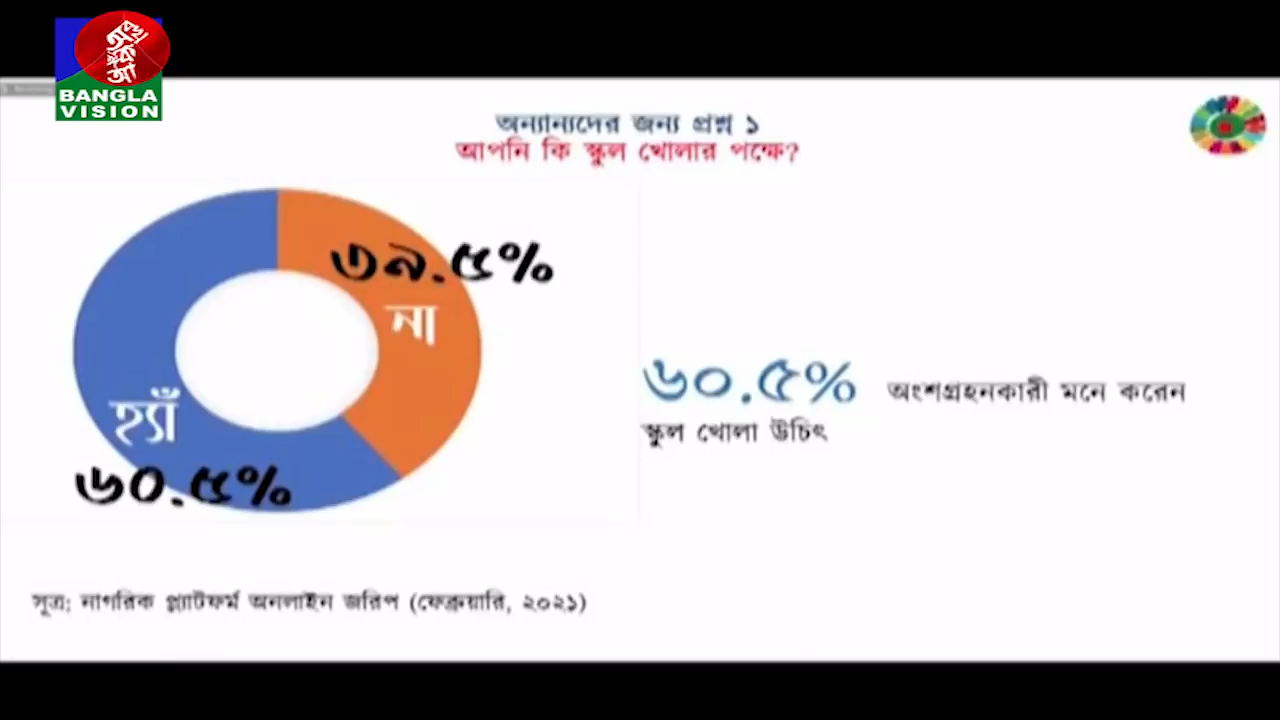 BANGLA
VISION
অন্যান্যদের জন্য প্রশ্ন ১
আপনি কি স্কুল খোলার পক্ষে?
৩৯.৫%
না
হ্যাঁ
৬০.৫%
৬০.৫% অংশগ্রহনকারী মনে করেন
স্কুল খোলা উচিৎ
সূত্র: নাগরিক প্ল্যাটফর্ম অনলাইন জরিপ (ফেব্রুয়ারি, ২০২১)